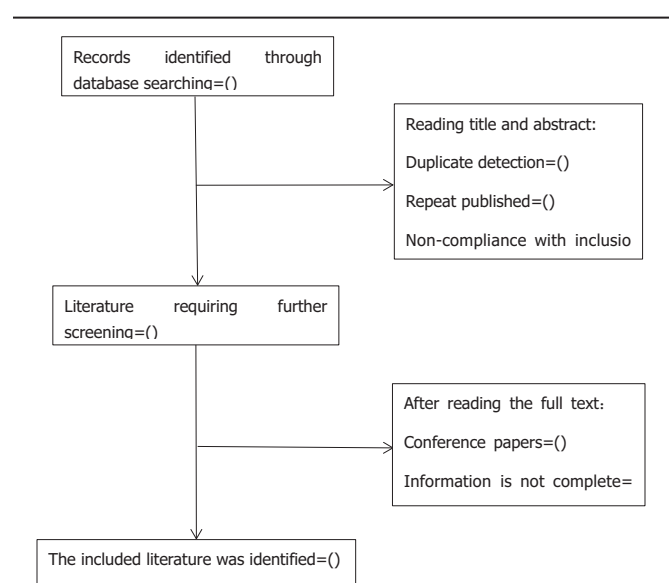 Records identified through
database searching=()
Reading title and abstract:
Duplicate detection=()
Repeat published=()
Non-compliance with inclusio
Literature requiring further
screening=()
After reading the full text:
Conference papers=()
Information is not complete=
The included literature was identified=()